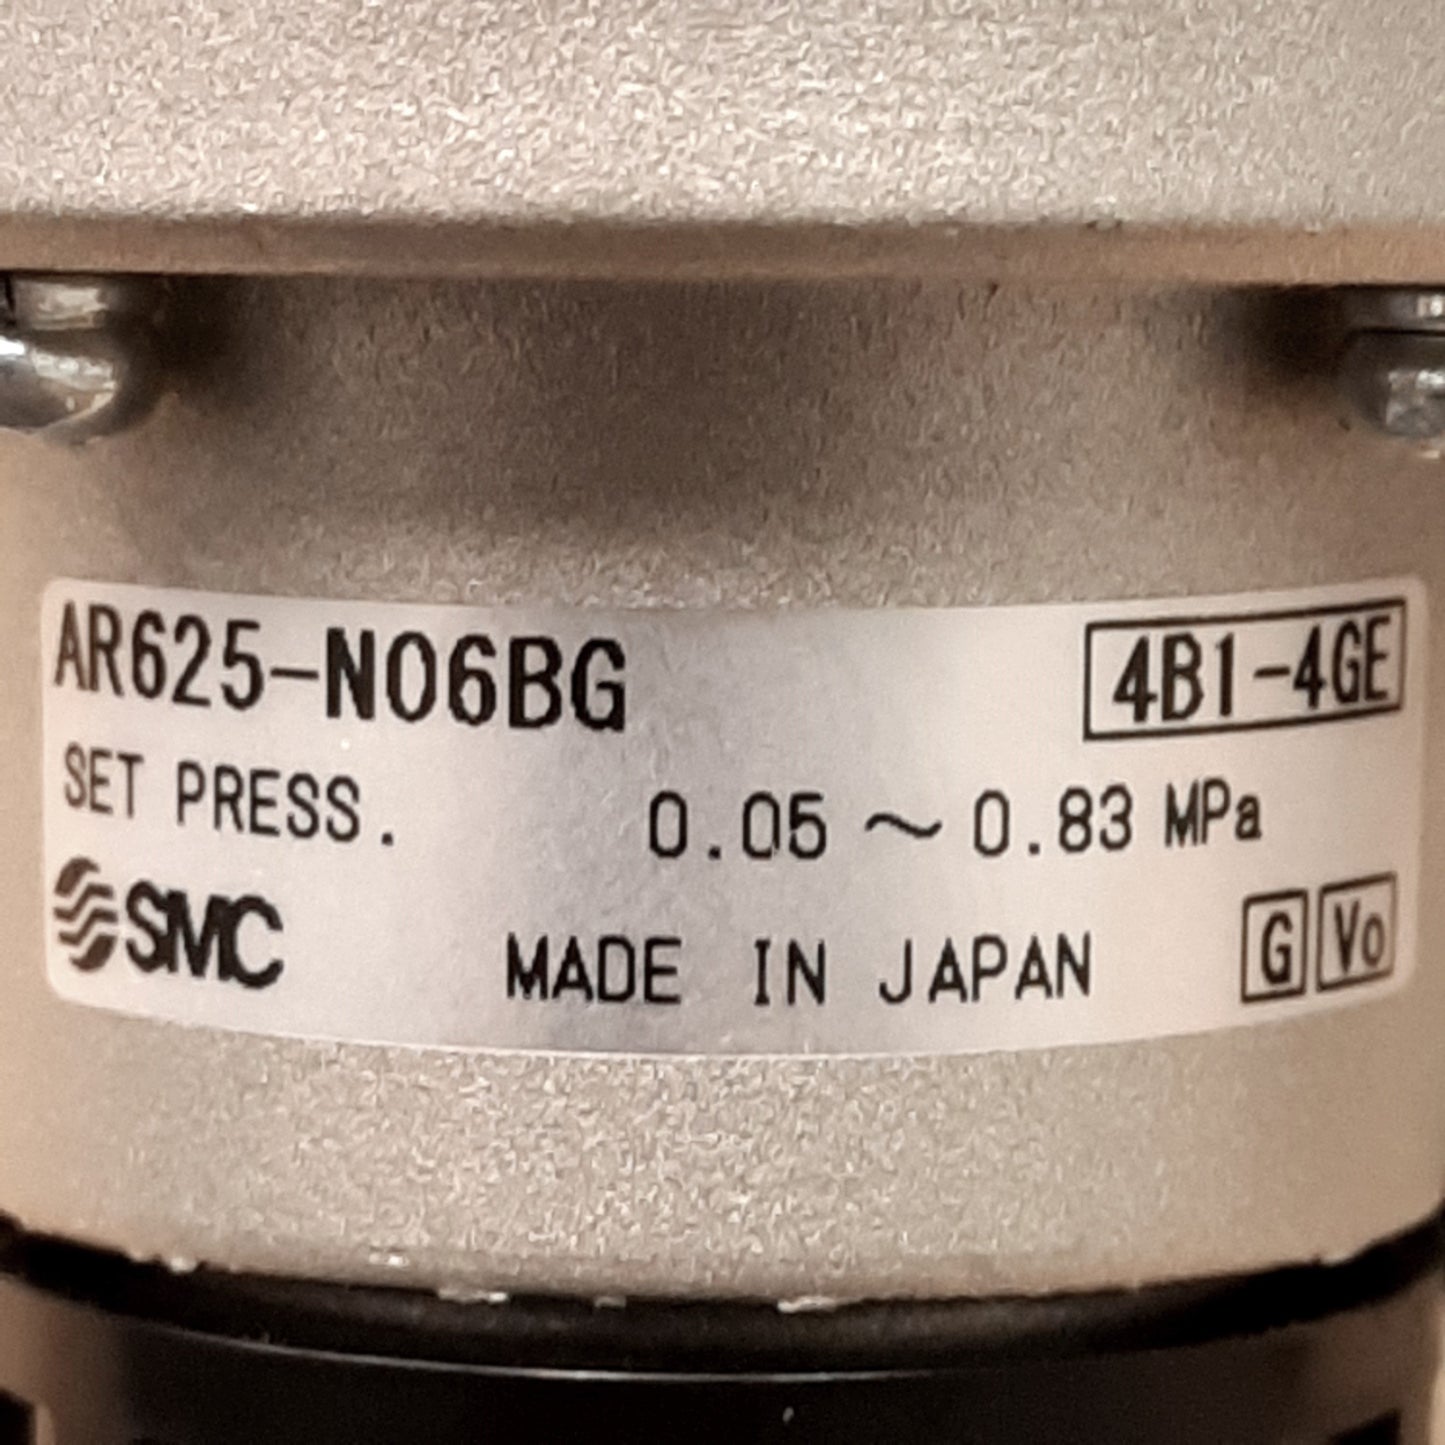 AR625-N06BG 4B1-4GE
SET PRESS. 0.05 ～ 0.83 MPa
SMC MADE IN JAPAN G Vo